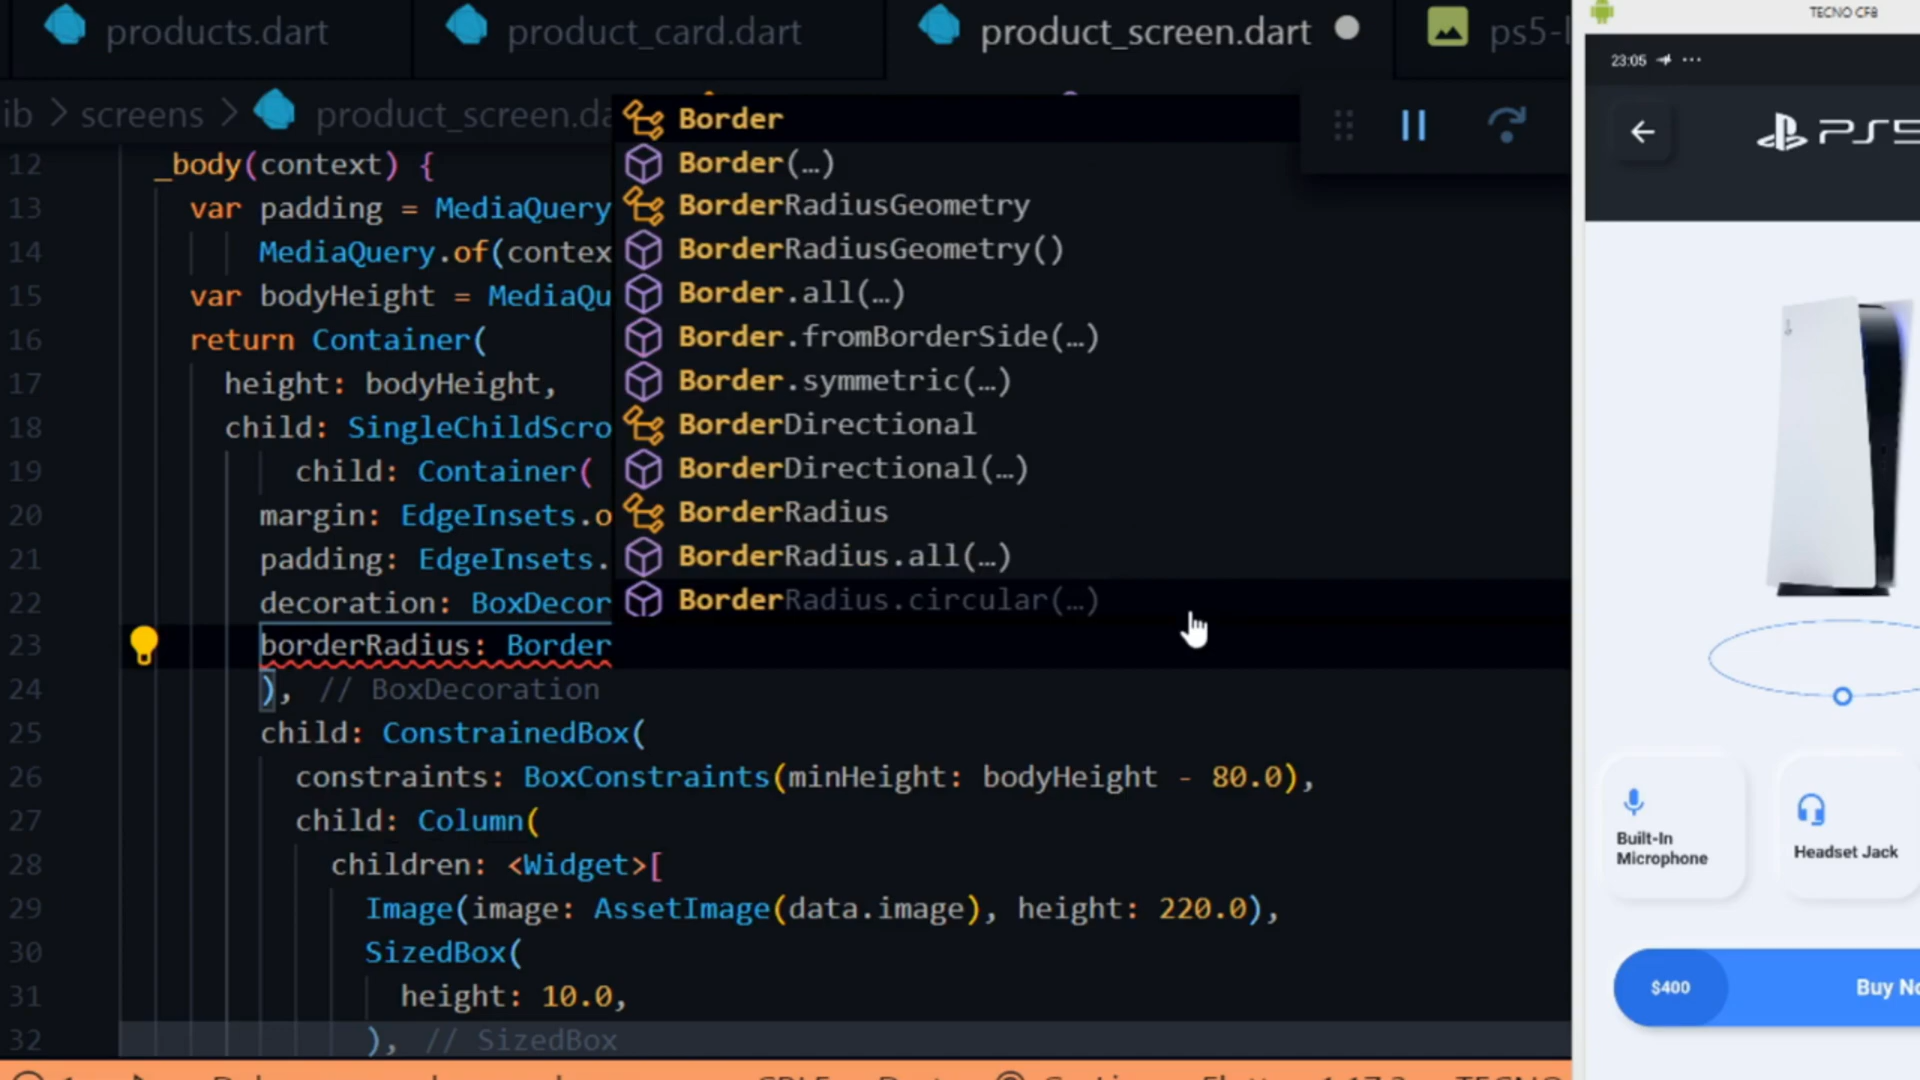 products.dart
product_card.dart
product_screen.dart
ps5-l
ib > screens > product_screen.da
12 _body(context) {
13 var padding = MediaQuery
14 MediaQuery.of(contex
15 var bodyHeight = MediaQu
16 return Container(
17 height: bodyHeight,
18 child: SingleChildScro
19 child: Container(
20 margin: EdgeInsets.o
21 padding: EdgeInsets.
22 decoration: BoxDecor
23 borderRadius: Border
24 ), // BoxDecoration
25 child: ConstrainedBox(
26 constraints: BoxConstraints(minHeight: bodyHeight - 80.0),
27 child: Column(
28 children: <Widget>[
29 Image(image: AssetImage(data.image), height: 220.0),
30 SizedBox(
31 height: 10.0,
32 ), // SizedBox
Border
Border(…)
BorderRadiusGeometry
BorderRadiusGeometry()
Border.all(…)
Border.fromBorderSide(…)
Border.symmetric(…)
BorderDirectional
BorderDirectional(…)
BorderRadius
BorderRadius.all(…)
BorderRadius.circular(…)
TECNO CF8
23:05
PS5
Built-In
Microphone
Headset Jack
$400
Buy No